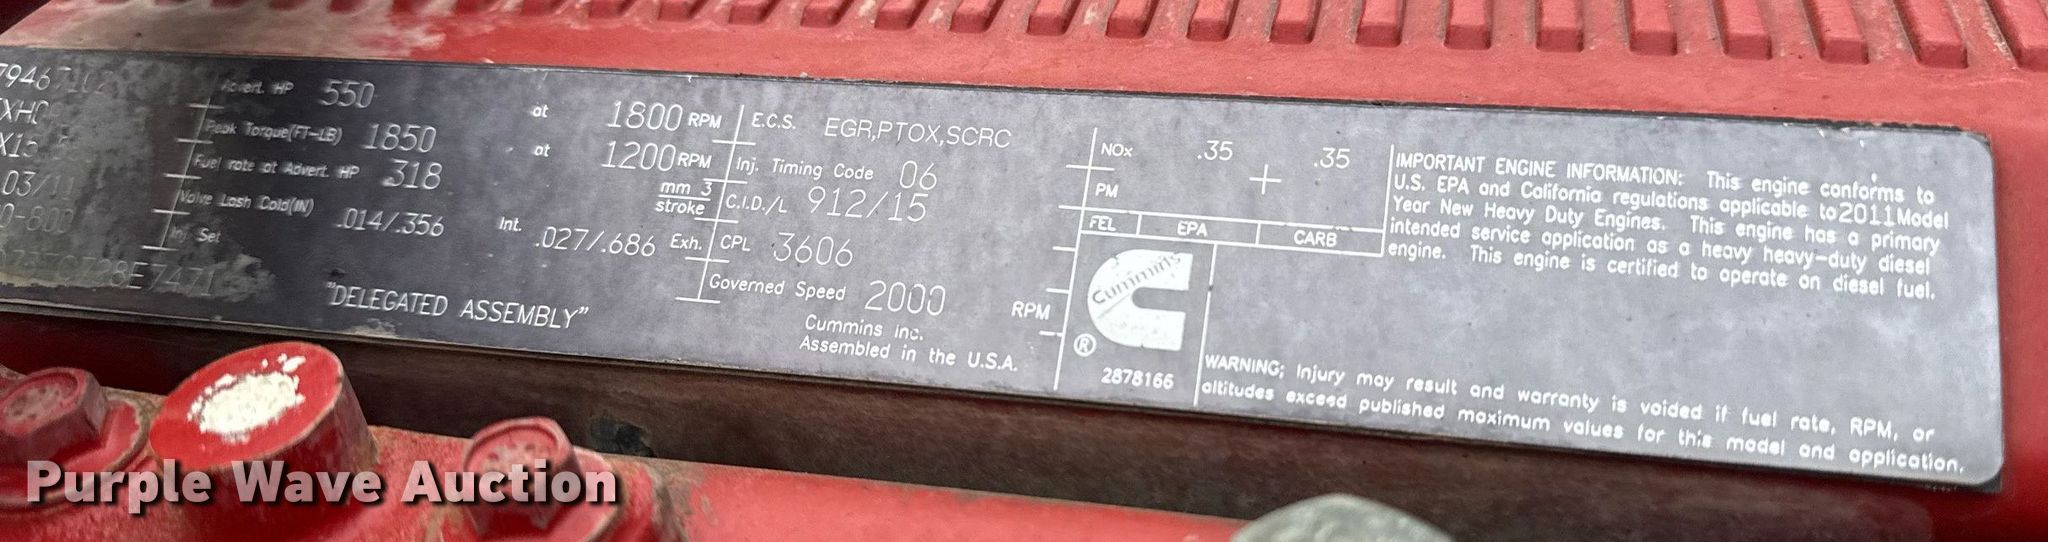 Advert. HP 550 at 1800 RPM
Peak Torque(FT-LB) 1850 at 1200 RPM
Fuel rate at Advert. HP 318 mm 3 stroke
Valve Lash Cold(IN) .014/.356 Int. .027/.686 Exh.
Inj Set
03/11
"DELEGATED ASSEMBLY"
E.C.S. EGR,PTOX,SCRC
Inj. Timing Code 06
C.I.D./L 912/15
CPL 3606
Governed Speed 2000 RPM
Cummins Inc.
Assembled in the U.S.A.
NOx .35 .35
PM
FEL EPA CARB
Cummins
®
2878166
IMPORTANT ENGINE INFORMATION: This engine conforms to
U.S. EPA and California regulations applicable to 2011 Model
Year New Heavy Duty Engines. This engine has a primary
intended service application as a heavy heavy-duty diesel
engine. This engine is certified to operate on diesel fuel.
WARNING; Injury may result and warranty is voided if fuel rate, RPM, or
altitudes exceed published maximum values for this model and application.
Purple Wave Auction